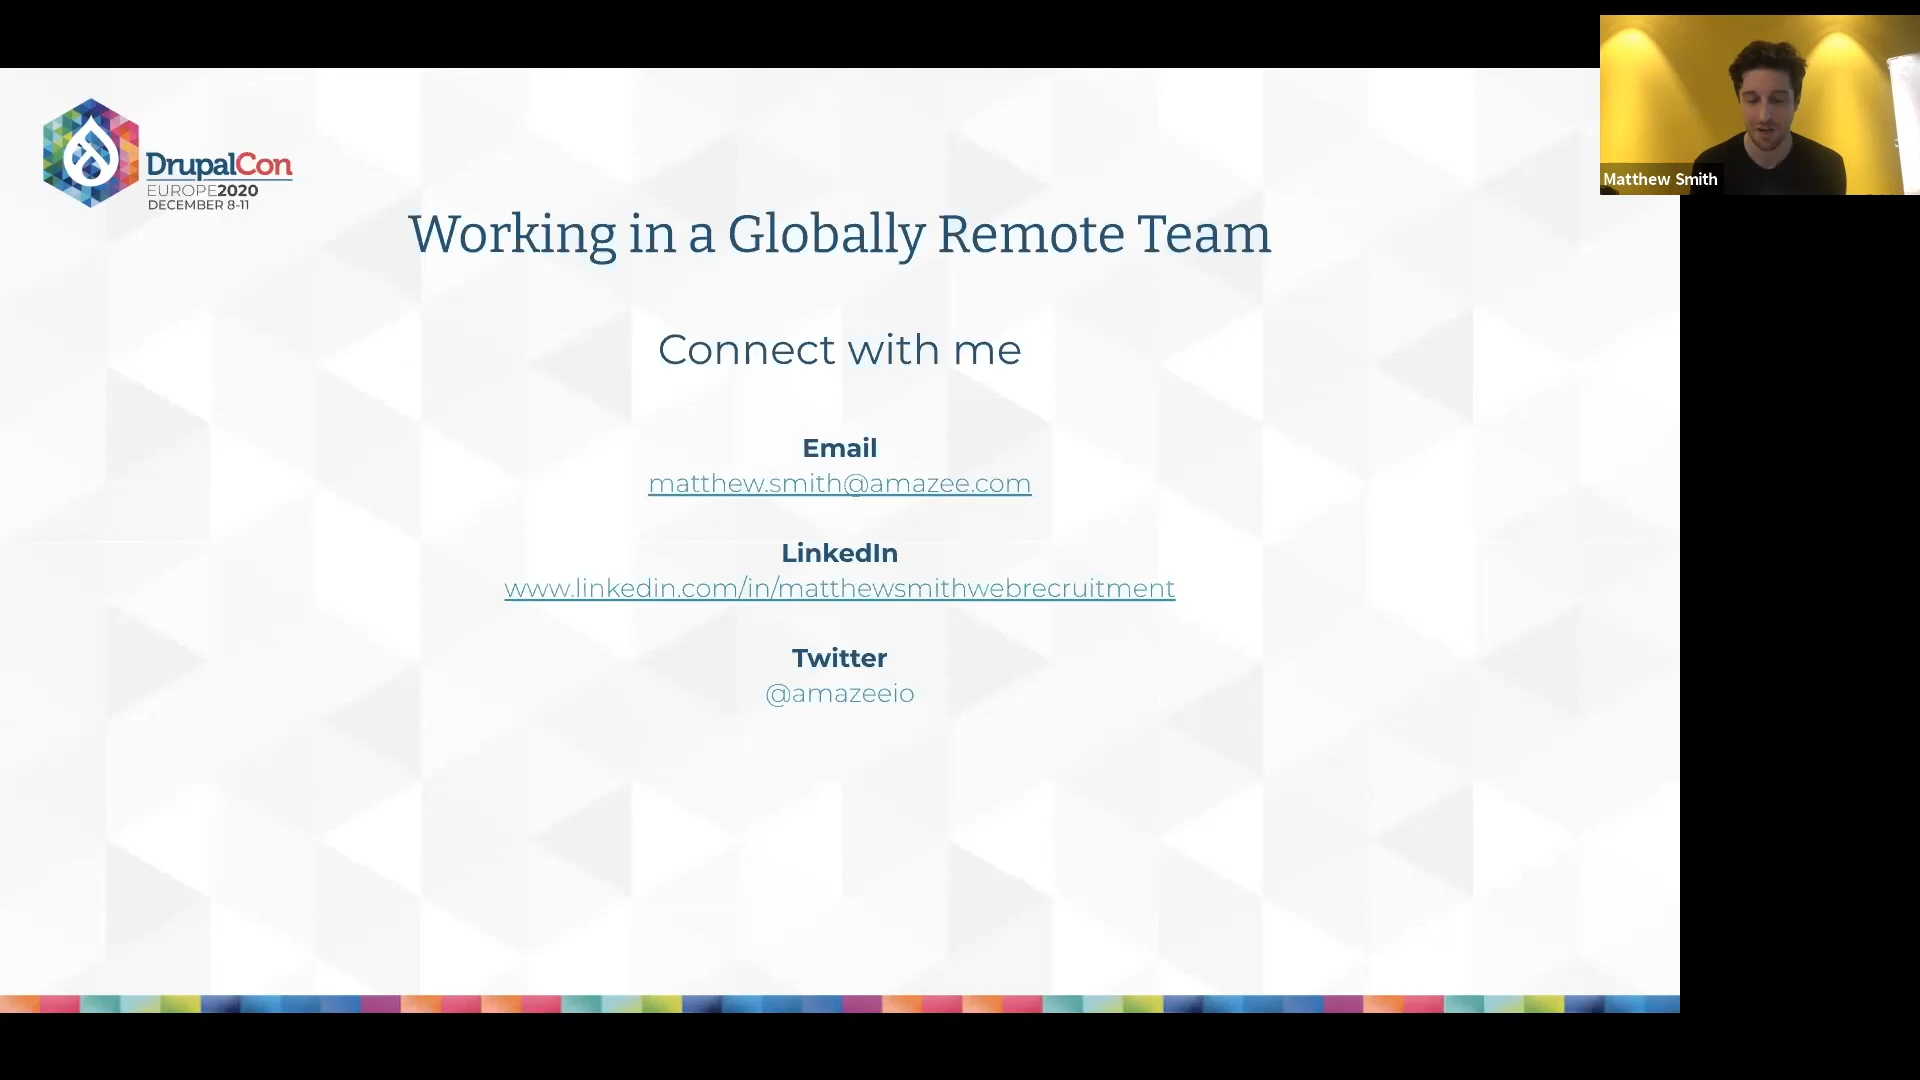 DrupalCon
EUROPE2020
DECEMBER 8-11
Working in a Globally Remote Team
Connect with me
Email
matthew.smith@amazee.com
LinkedIn
www.linkedin.com/in/matthewsmithwebrecruitment
Twitter
@amazeeio
Matthew Smith